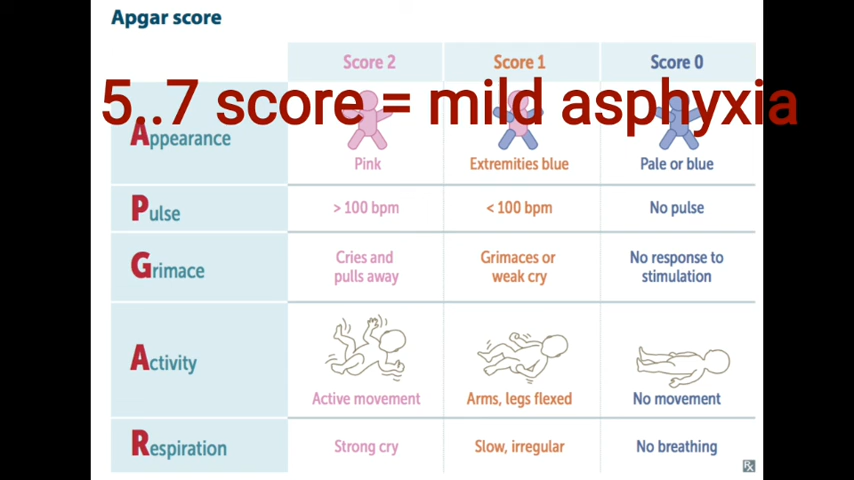 Apgar score
Score 2 Score 1 Score 0
5..7 score = mild asphyxia
Appearance
Pink Extremities blue Pale or blue
Pulse > 100 bpm < 100 bpm No pulse
Grimace
Cries and Grimaces or No response to
pulls away weak cry stimulation
Activity
Active movement Arms, legs flexed No movement
Respiration Strong cry Slow, irregular No breathing
Rx